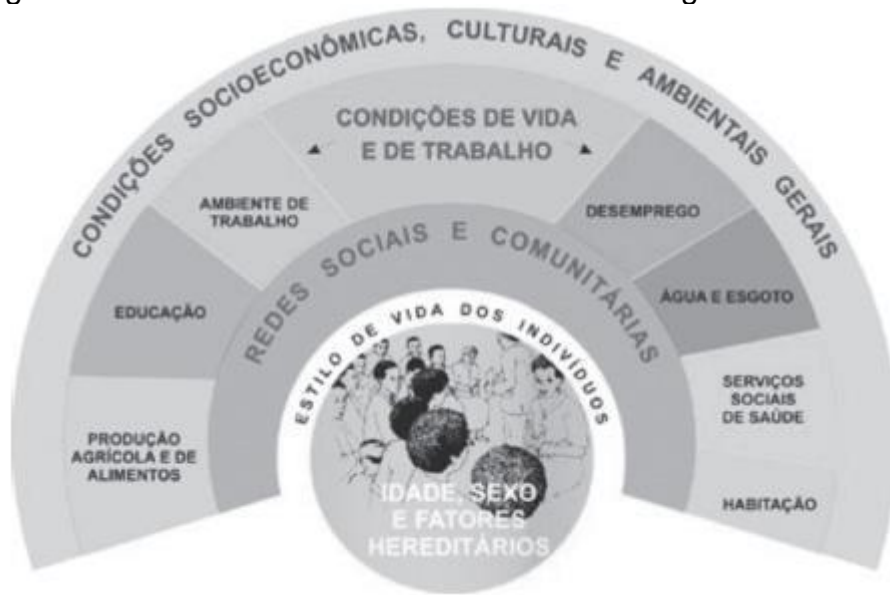 CONDIÇÕES SOCIOECONÔMICAS, CULTURAIS E AMBIENTAIS GERAIS
CONDIÇÕES DE VIDA
E DE TRABALHO
AMBIENTE DE
TRABALHO
DESEMPREGO
EDUCAÇÃO
ÁGUA E ESGOTO
PRODUÇÃO
AGRÍCOLA E DE
ALIMENTOS
SERVIÇOS
SOCIAIS
DE SAÚDE
HABITAÇÃO
REDES SOCIAIS E COMUNITÁRIAS
ESTILO DE VIDA DOS INDIVÍDUOS
IDADE, SEXO
E FATORES
HEREDITÁRIOS